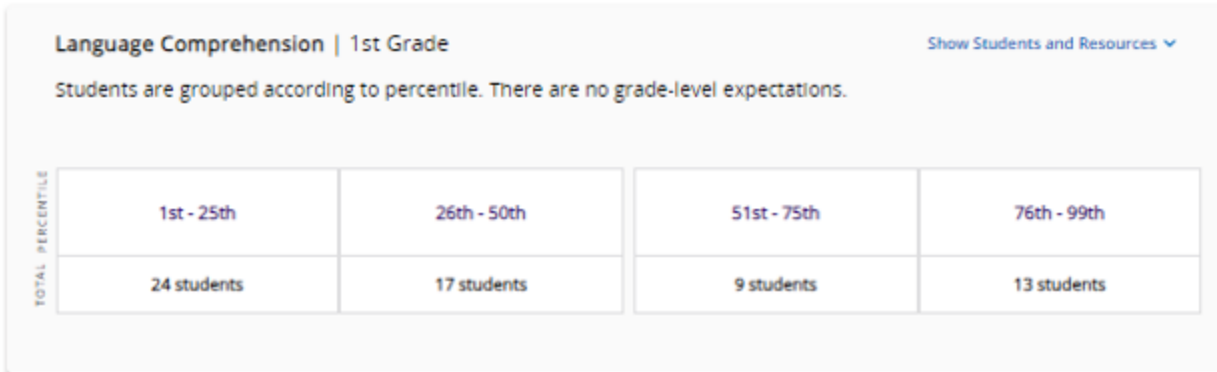 Language Comprehension | 1st Grade
Show Students and Resources
Students are grouped according to percentile. There are no grade-level expectations.
PERCENTILE
1st - 25th
26th - 50th
51st - 75th
76th - 99th
TOTAL
24 students
17 students
9 students
13 students